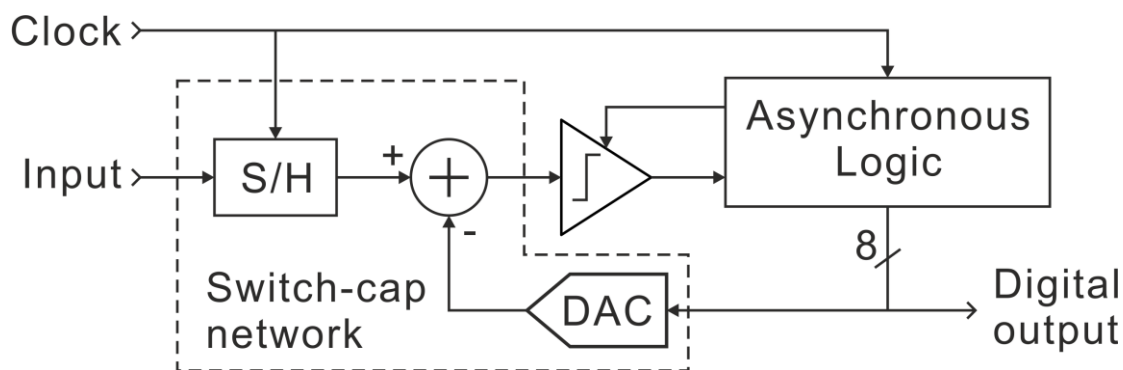 Clock
Asynchronous
Logic
Input
S/H
+
+
-
8
Switch-cap
network
DAC
Digital
output